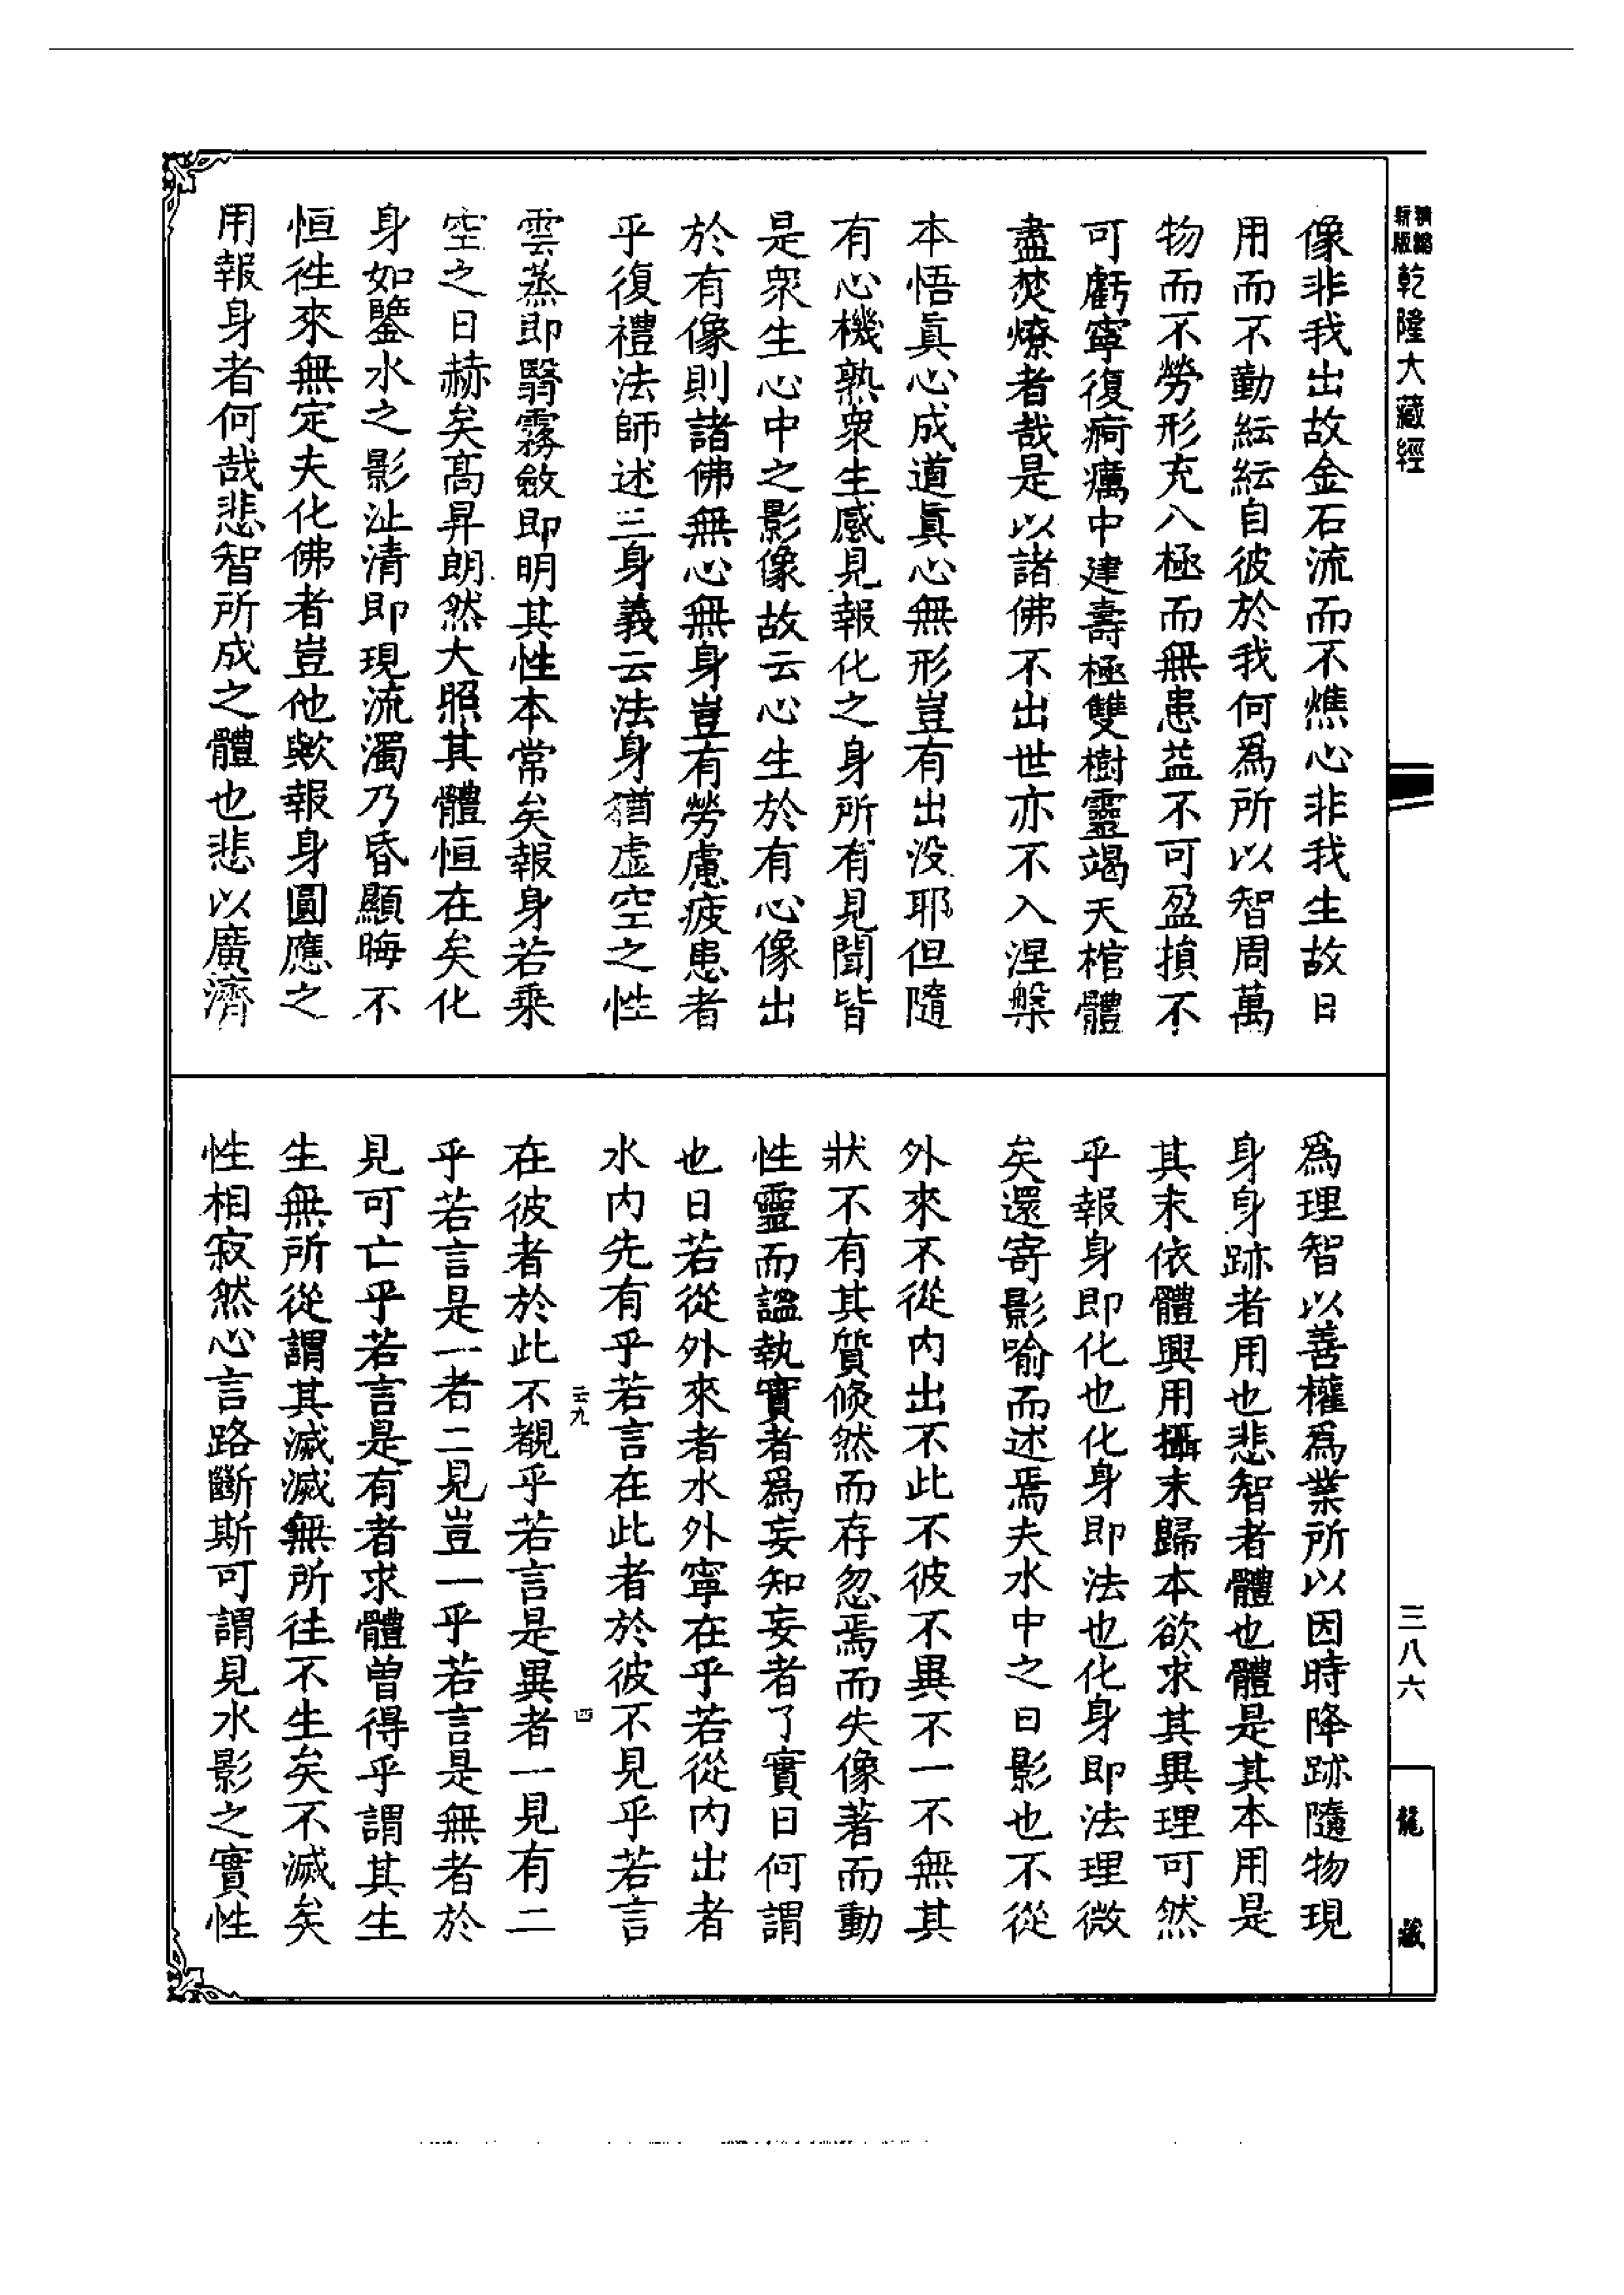 精縮
新版
乾隆大藏經
像非我出故金石流而不燋心非我生故日
用而不動紜紜自彼於我何爲所以智周萬
物而不勞形充八極而無患益不可盈損不
可虧寧復痾癘中逵壽極雙樹靈竭天棺體
盡焚燎者哉是以諸佛不出世亦不入涅槃
本悟眞心成道眞心無形豈有出没耶但隨
有心機熟衆生感見報化之身所有見聞皆
是衆生心中之影像故云心生於有心像出
於有像則諸佛無心無身豈有勞慮疲患者
乎復禮法師述三身義云法身猶虛空之性
雲蒸即翳霧斂即明其性本常矣報身若乘
空之日赫矣高昇朗然大照其體恒在矣化
身如鑒水之影沚清即現流濁乃昏顯晦不
恒徃來無定夫化佛者豈他歟報身圓應之
用報身者何哉悲智所成之體也悲以廣濟
爲理智以善權爲業所以因時降跡隨物現
身身跡者用也悲智者體也體是其本用是
其末依體興用攝末歸本欲求其異理可然
乎報身即化也化身即法也化身即法理微
矣還寄影喻而述焉夫水中之日影也不從
外來不從内出不此不彼不異不一不無其
狀不有其質倏然而存忽焉而失像著而動
性靈而謐執實者爲妄知妄者了實日何謂
也曰若從外來者水外寧在乎若從内出者
水内先有乎若言在此者於彼不見乎若言
在彼者於此不覩乎若言是異者一見有二
乎若言是一者二見豈一乎若言是無者於
見可亡乎若言是有者求體曾得乎謂其生
生無所從謂其滅滅無所往不生矣不滅矣
性相寂然心言路斷斯可謂見水影之實性
云九
四
三八六
龍藏